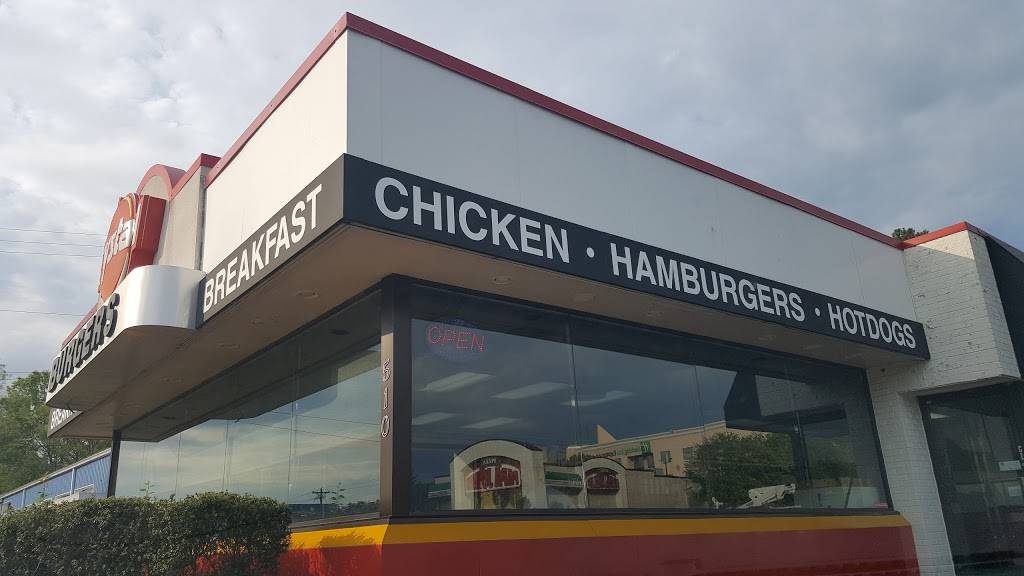 BURGERS
BREAKFAST
CHICKEN · HAMBURGERS · HOTDOGS
OPEN
510